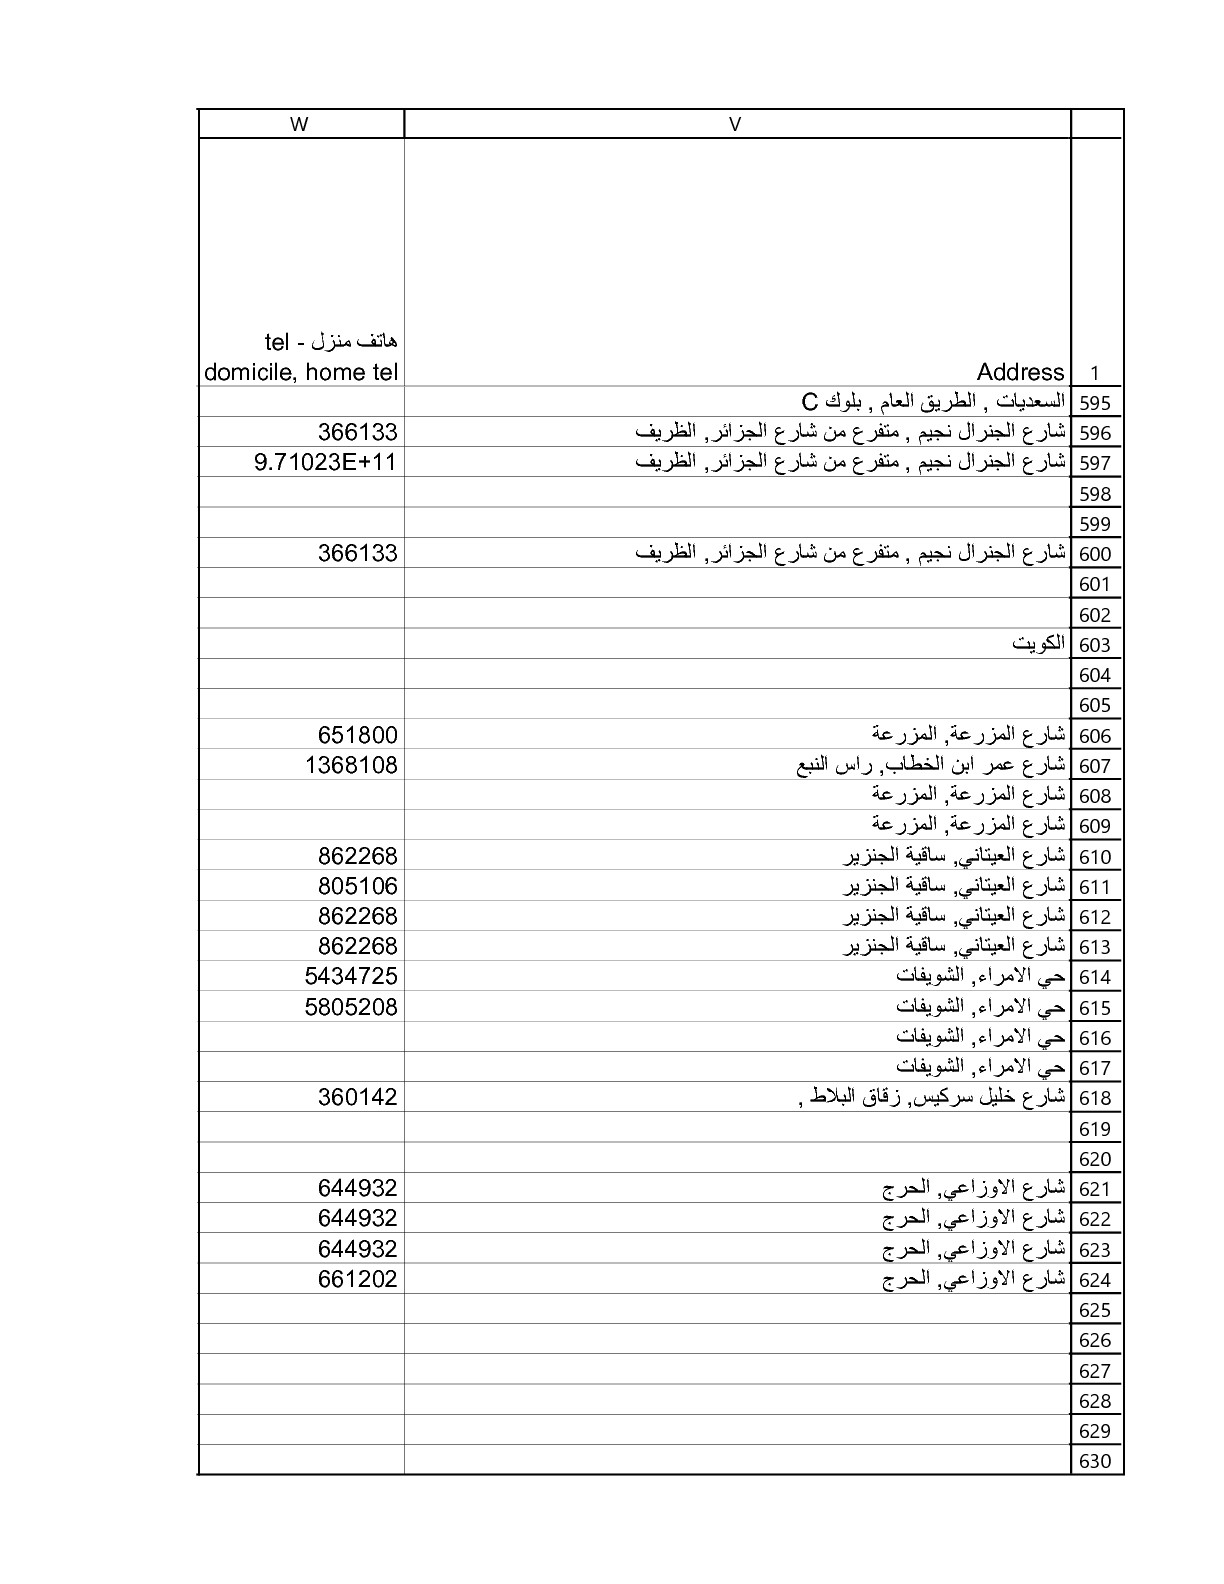 V W
1 Address هاتف منزل - tel
domicile, home tel
595 السعديات , الطريق العام , بلوك C
596 شارع الجنرال نجيم , متفرع من شارع الجزائر, الظريف 366133
597 شارع الجنرال نجيم , متفرع من شارع الجزائر, الظريف 9.71023E+11
598
599
600 شارع الجنرال نجيم , متفرع من شارع الجزائر, الظريف 366133
601
602
603 الكويت
604
605
606 شارع المزرعة, المزرعة 651800
607 شارع عمر ابن الخطاب, راس النبع 1368108
608 شارع المزرعة, المزرعة
609 شارع المزرعة, المزرعة
610 شارع العيتاني, ساقية الجنزير 862268
611 شارع العيتاني, ساقية الجنزير 805106
612 شارع العيتاني, ساقية الجنزير 862268
613 شارع العيتاني, ساقية الجنزير 862268
614 حي الامراء, الشويفات 5434725
615 حي الامراء, الشويفات 5805208
616 حي الامراء, الشويفات
617 حي الامراء, الشويفات
618 شارع خليل سركيس, زقاق البلاط , 360142
619
620
621 شارع الاوزاعي, الحرج 644932
622 شارع الاوزاعي, الحرج 644932
623 شارع الاوزاعي, الحرج 644932
624 شارع الاوزاعي, الحرج 661202
625
626
627
628
629
630